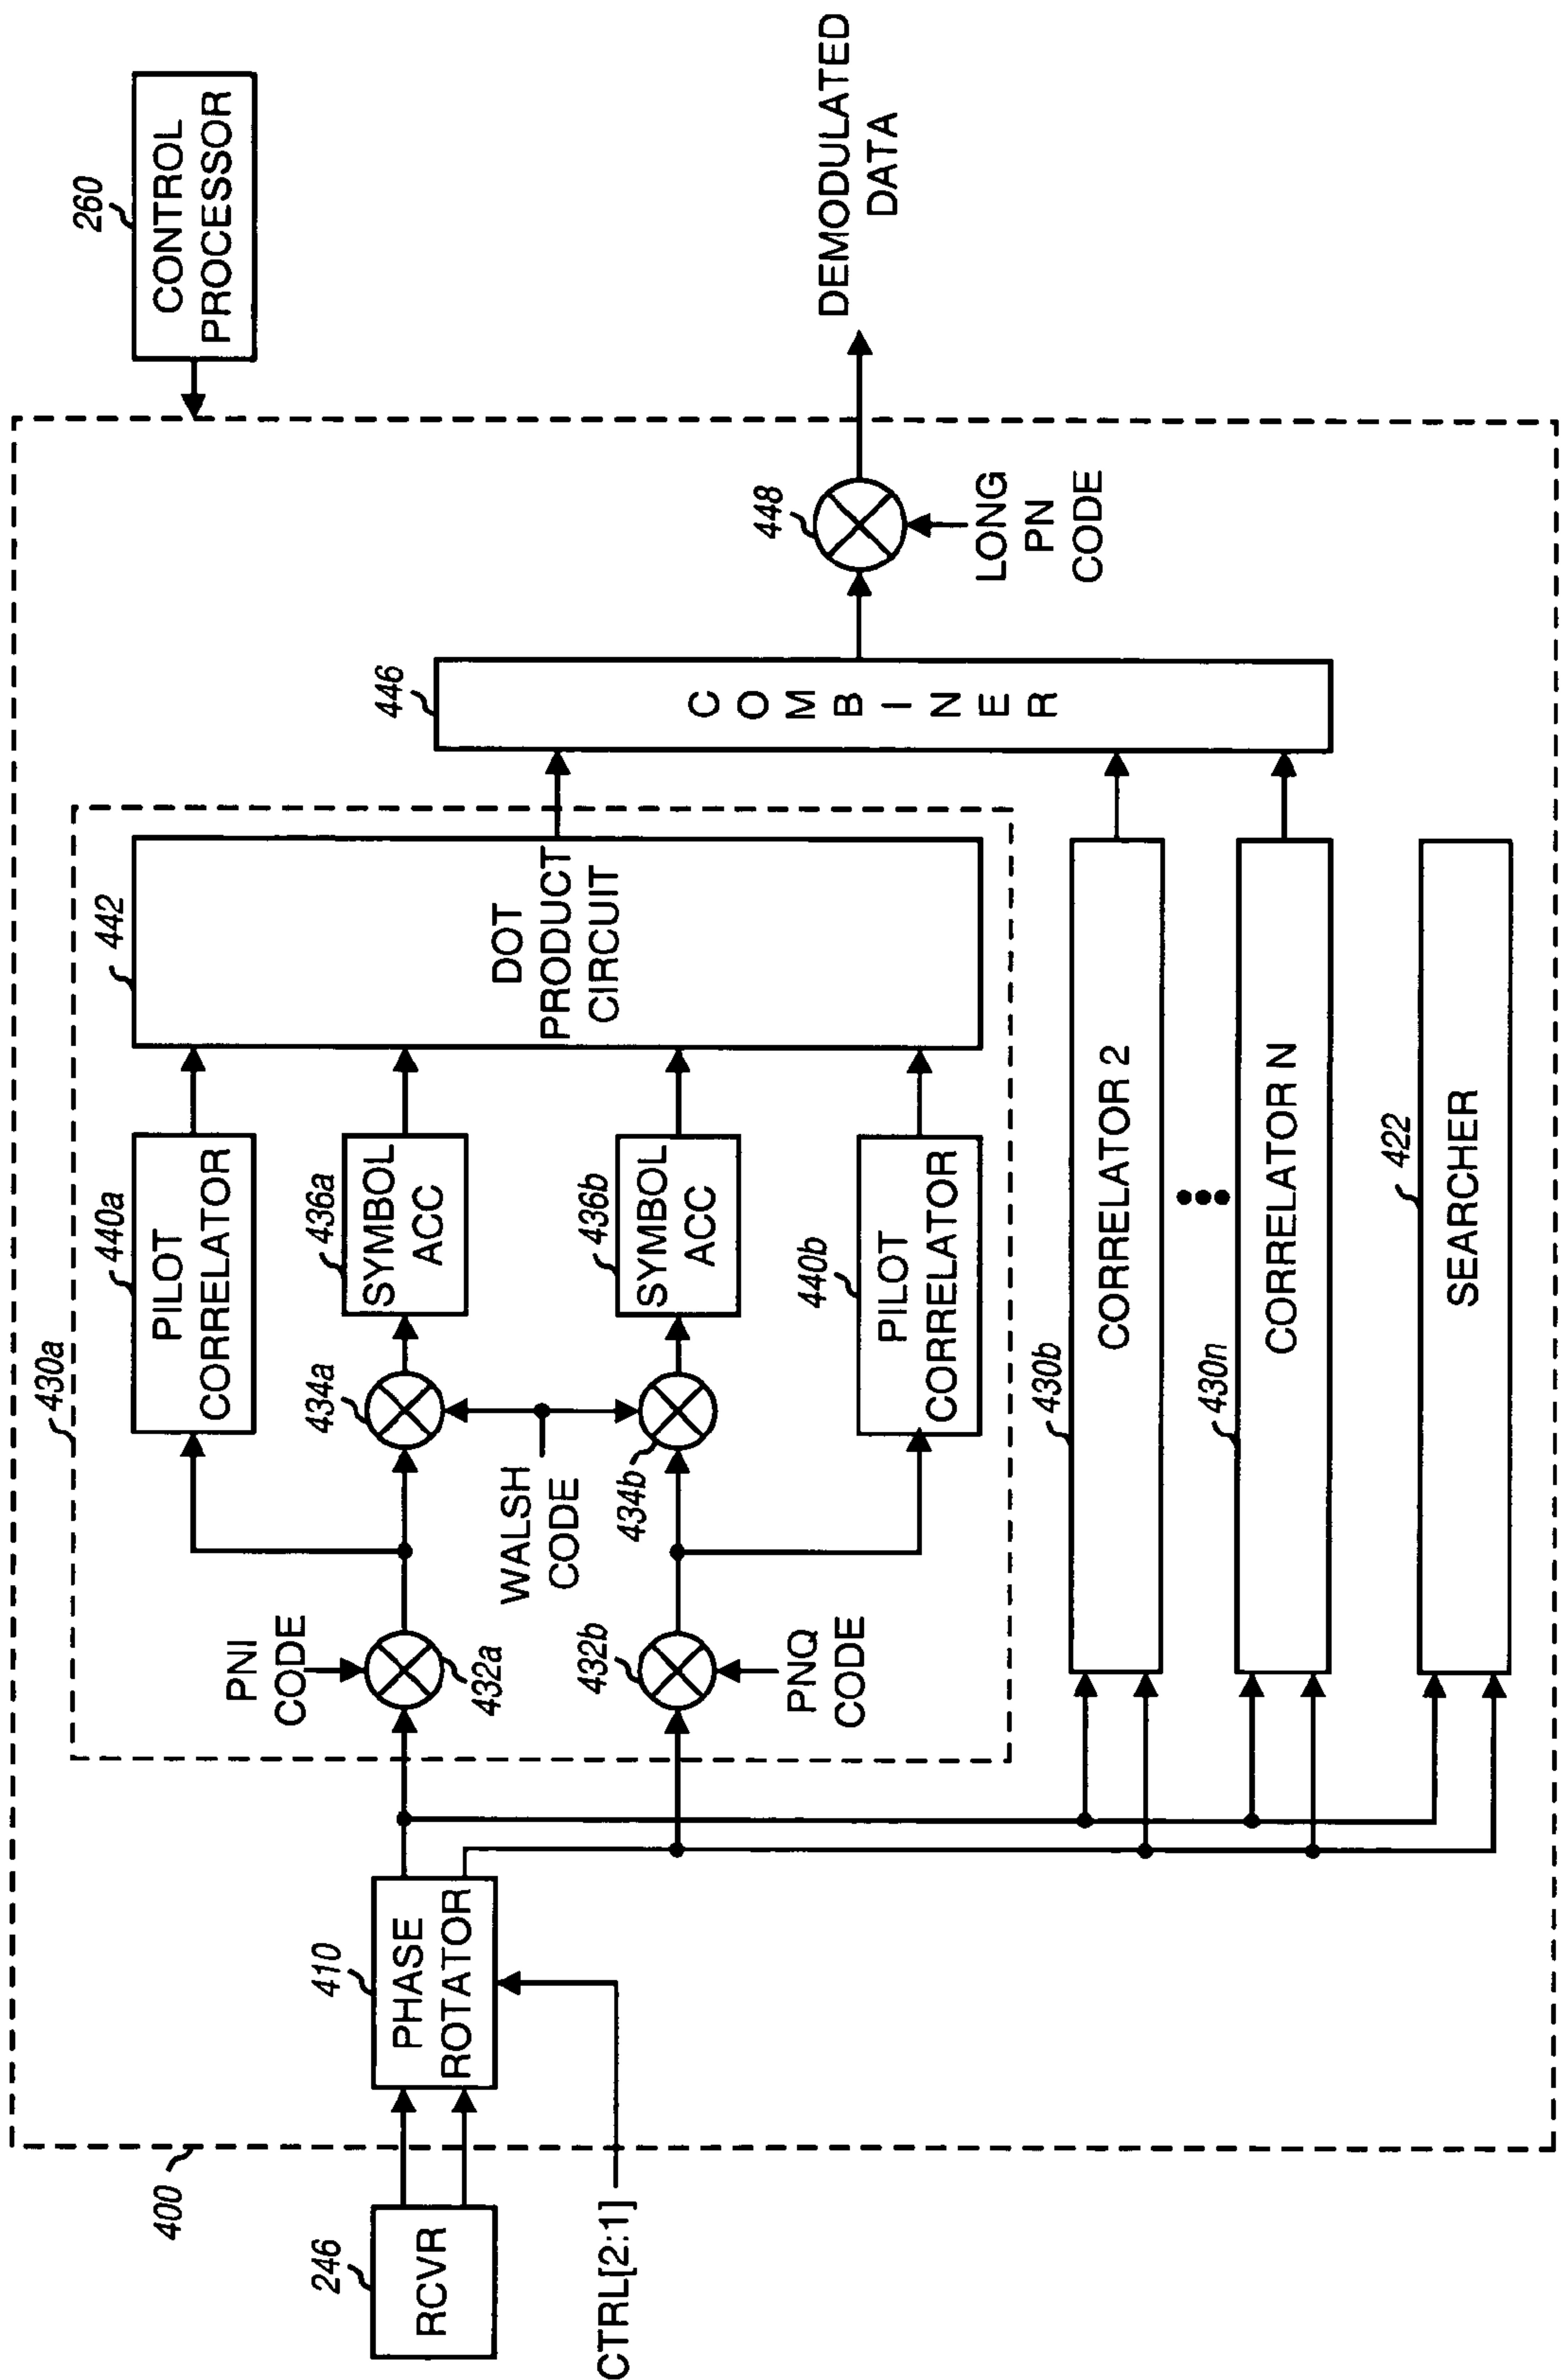 400
246
RCVR
CTRL[2:1]
410
PHASE
ROTATOR
430a
PNI
CODE
432a
432b
PNQ
CODE
WALSH
CODE
434a
434b
440a
PILOT
CORRELATOR
436a
SYMBOL
ACC
436b
SYMBOL
ACC
440b
PILOT
CORRELATOR
442
DOT
PRODUCT
CIRCUIT
430b
CORRELATOR 2
430n
CORRELATOR N
422
SEARCHER
446
COMBINER
448
LONG
PN
CODE
260
CONTROL
PROCESSOR
DEMODULATED
DATA